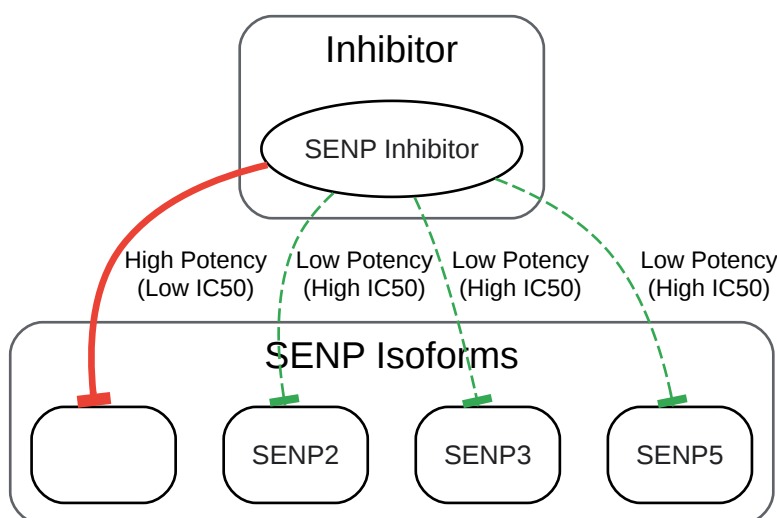 Inhibitor
SENP Inhibitor
High Potency
(Low IC50)
Low Potency
(High IC50)
Low Potency
(High IC50)
Low Potency
(High IC50)
SENP Isoforms
SENP2
SENP3
SENP5